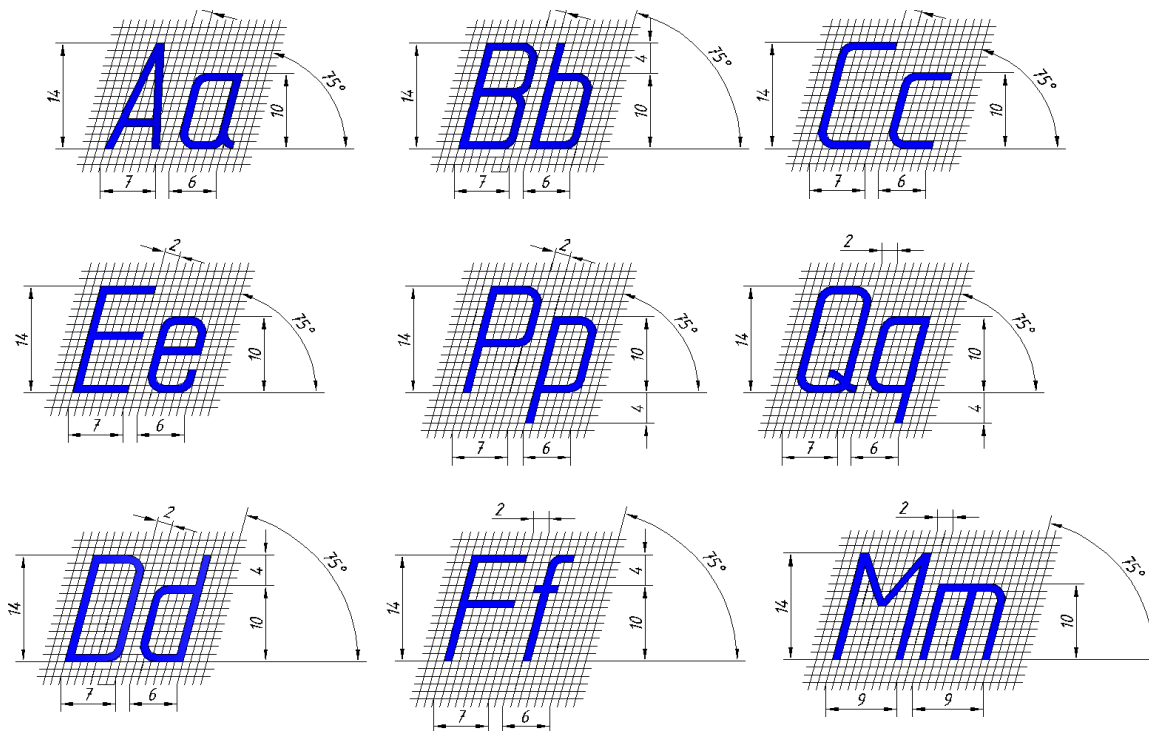 Aa 14 7 6 10 75°
Bb 14 7 6 4 10 75°
Cc 14 7 6 10 75°
Ee 14 7 6 2 10 75°
Pp 14 7 6 2 10 4 75°
Qq 14 7 6 2 10 4 75°
Dd 14 7 6 2 4 10 75°
Ff 14 7 6 2 4 10 75°
Mm 14 9 9 2 10 75°